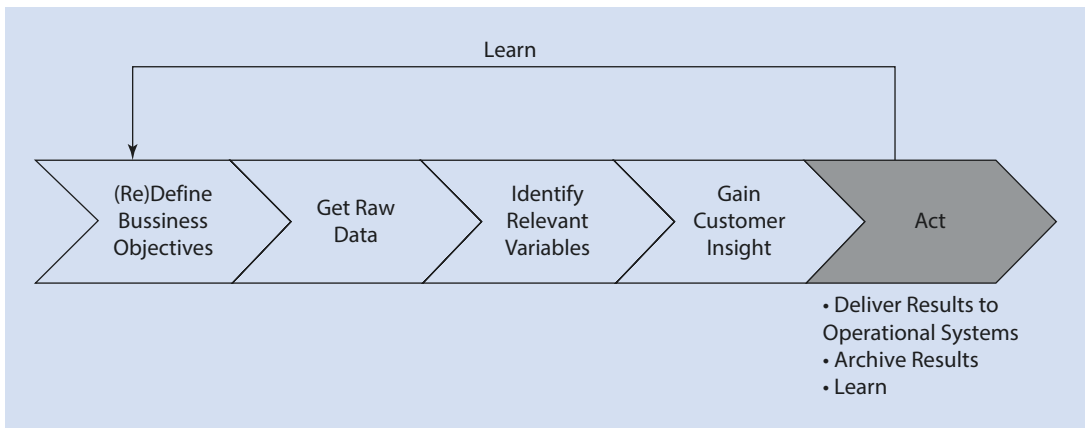 Learn
(Re)Define
Bussiness
Objectives
Get Raw
Data
Identify
Relevant
Variables
Gain
Customer
Insight
Act
• Deliver Results to
Operational Systems
• Archive Results
• Learn